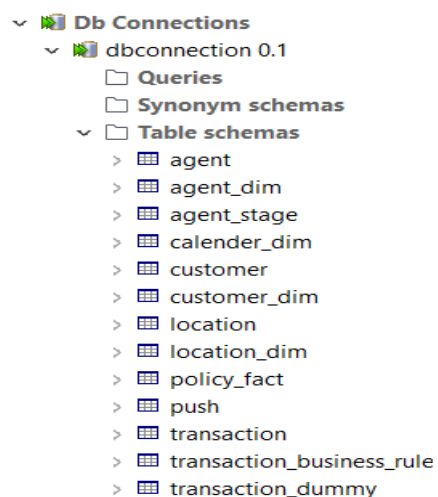 Db Connections
dbconnection 0.1
Queries
Synonym schemas
Table schemas
agent
agent_dim
agent_stage
calender_dim
customer
customer_dim
location
location_dim
policy_fact
push
transaction
transaction_business_rule
transaction_dummy